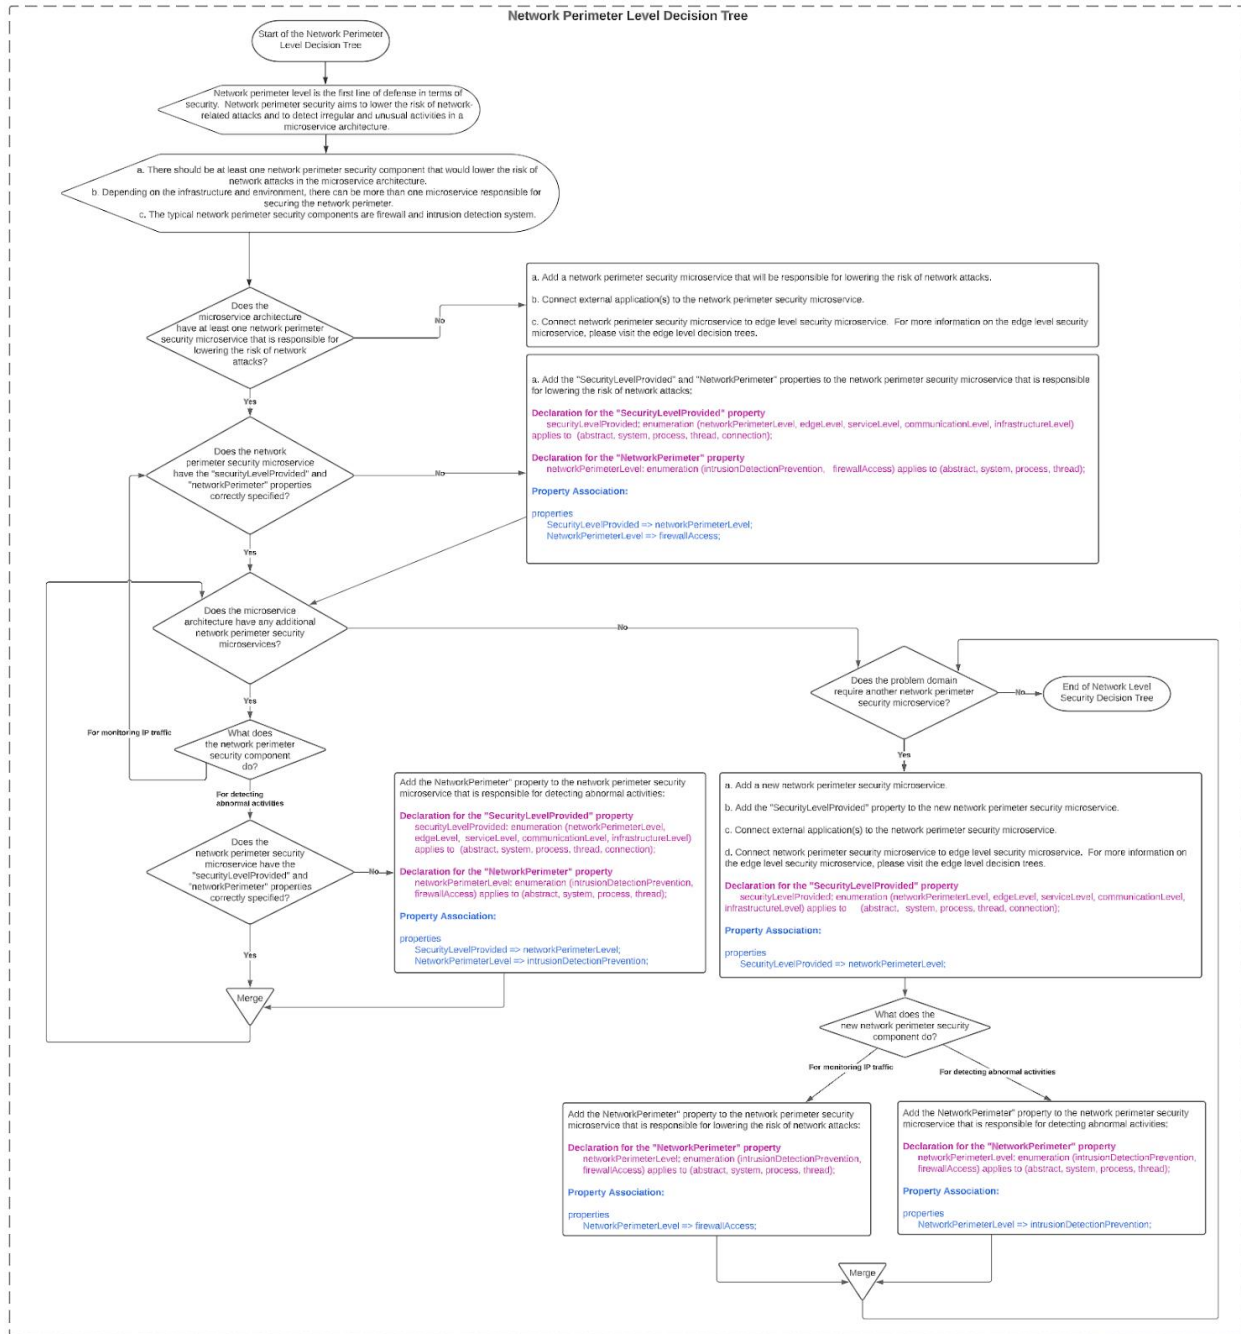 Network Perimeter Level Decision Tree
Start of the Network Perimeter
Level Decision Tree
Network perimeter level is the first line of defense in terms of
security. Network perimeter security aims to lower the risk of network-
related attacks and to detect irregular and unusual activities in a
microservice architecture.
a. There should be at least one network perimeter security component that would lower the risk of
network attacks in the microservice architecture.
b. Depending on the infrastructure and environment, there can be more than one microservice responsible for
securing the network perimeter.
c. The typical network perimeter security components are firewall and intrusion detection system.
Does the
microservice architecture
have at least one network perimeter
security microservice that is responsible for
lowering the risk of network
attacks?
No
a. Add a network perimeter security microservice that will be responsible for lowering the risk of network attacks.
b. Connect external application(s) to the network perimeter security microservice.
c. Connect network perimeter security microservice to edge level security microservice. For more information on the edge level security
microservice, please visit the edge level decision trees.
Yes
Does the network
perimeter security microservice
have the "securityLevelProvided" and
"networkPerimeter" properties
correctly specified?
No
a. Add the "SecurityLevelProvided" and "NetworkPerimeter" properties to the network perimeter security microservice that is responsible
for lowering the risk of network attacks:
Declaration for the "SecurityLevelProvided" property
securityLevelProvided: enumeration (networkPerimeterLevel, edgeLevel, serviceLevel, communicationLevel, infrastructureLevel)
applies to (abstract, system, process, thread, connection);
Declaration for the "NetworkPerimeter" property
networkPerimeterLevel: enumeration (intrusionDetectionPrevention, firewallAccess) applies to (abstract, system, process, thread);
Property Association:
properties
SecurityLevelProvided => networkPerimeterLevel;
NetworkPerimeterLevel => firewallAccess;
Yes
Does the microservice
architecture have any additional
network perimeter security
microservices?
No
Does the problem domain
require another network perimeter
security microservice?
No
End of Network Level
Security Decision Tree
Yes
Yes
What does
the network perimeter
security component
do?
For monitoring IP traffic
For detecting
abnormal activities
Does the
network perimeter security
microservice have the
"securityLevelProvided" and
"networkPerimeter" properties
correctly specified?
No
Add the NetworkPerimeter" property to the network perimeter security
microservice that is responsible for detecting abnormal activities:
Declaration for the "SecurityLevelProvided" property
securityLevelProvided: enumeration (networkPerimeterLevel,
edgeLevel, serviceLevel, communicationLevel, infrastructureLevel)
applies to (abstract, system, process, thread, connection);
Declaration for the "NetworkPerimeter" property
networkPerimeterLevel: enumeration (intrusionDetectionPrevention,
firewallAccess) applies to (abstract, system, process, thread);
Property Association:
properties
SecurityLevelProvided => networkPerimeterLevel;
NetworkPerimeterLevel => intrusionDetectionPrevention;
Yes
Merge
a. Add a new network perimeter security microservice.
b. Add the "SecurityLevelProvided" property to the new network perimeter security microservice.
c. Connect external application(s) to the network perimeter security microservice.
d. Connect network perimeter security microservice to edge level security microservice. For more information on
the edge level security microservice, please visit the edge level decision trees.
Declaration for the "SecurityLevelProvided" property
securityLevelProvided: enumeration (networkPerimeterLevel, edgeLevel, serviceLevel, communicationLevel,
infrastructureLevel) applies to (abstract, system, process, thread, connection);
Property Association:
properties
SecurityLevelProvided => networkPerimeterLevel;
What does the
new network perimeter security
component do?
For monitoring IP traffic
For detecting abnormal activities
Add the NetworkPerimeter" property to the network perimeter security
microservice that is responsible for lowering the risk of network attacks:
Declaration for the "NetworkPerimeter" property
networkPerimeterLevel: enumeration (intrusionDetectionPrevention,
firewallAccess) applies to (abstract, system, process, thread);
Property Association:
properties
NetworkPerimeterLevel => firewallAccess;
Add the NetworkPerimeter" property to the network perimeter security
microservice that is responsible for detecting abnormal activities:
Declaration for the "NetworkPerimeter" property
networkPerimeterLevel: enumeration (intrusionDetectionPrevention,
firewallAccess) applies to (abstract, system, process, thread);
Property Association:
properties
NetworkPerimeterLevel => intrusionDetectionPrevention;
Merge